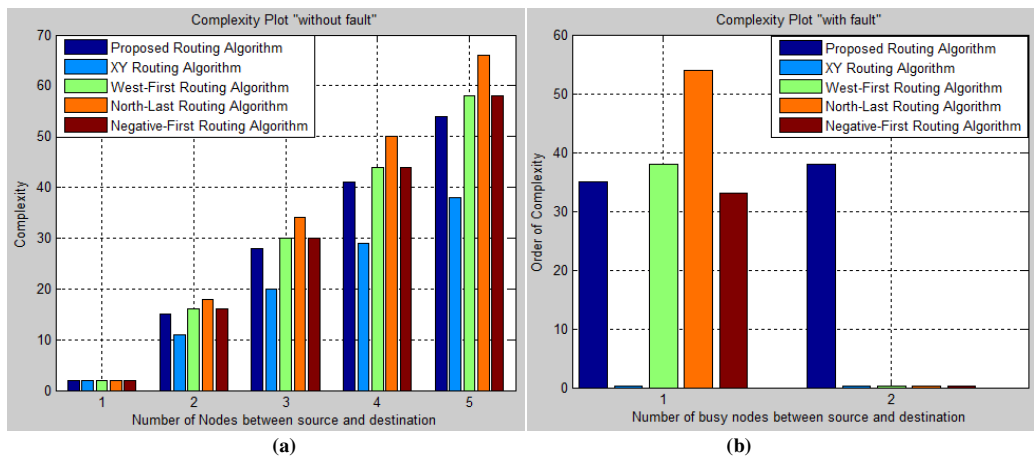 Complexity Plot "without fault"
70
60
50
40
30
20
10
0
Complexity
Proposed Routing Algorithm
XY Routing Algorithm
West-First Routing Algorithm
North-Last Routing Algorithm
Negative-First Routing Algorithm
1 2 3 4 5
Number of Nodes between source and destination
(a)
Complexity Plot "with fault"
60
50
40
30
20
10
0
Order of Complexity
Proposed Routing Algorithm
XY Routing Algorithm
West-First Routing Algorithm
North-Last Routing Algorithm
Negative-First Routing Algorithm
1 2
Number of busy nodes between source and destination
(b)